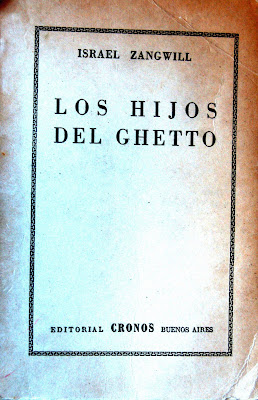 ISRAEL ZANGWILL
LOS HIJOS
DEL GHETTO
EDITORIAL CRONOS BUENOS AIRES